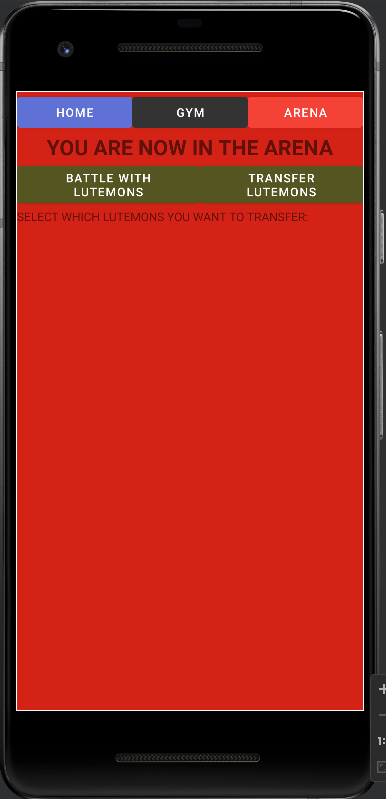 HOME GYM ARENA
YOU ARE NOW IN THE ARENA
BATTLE WITH
LUTEMONS
TRANSFER
LUTEMONS
SELECT WHICH LUTEMONS YOU WANT TO TRANSFER:
+
1: